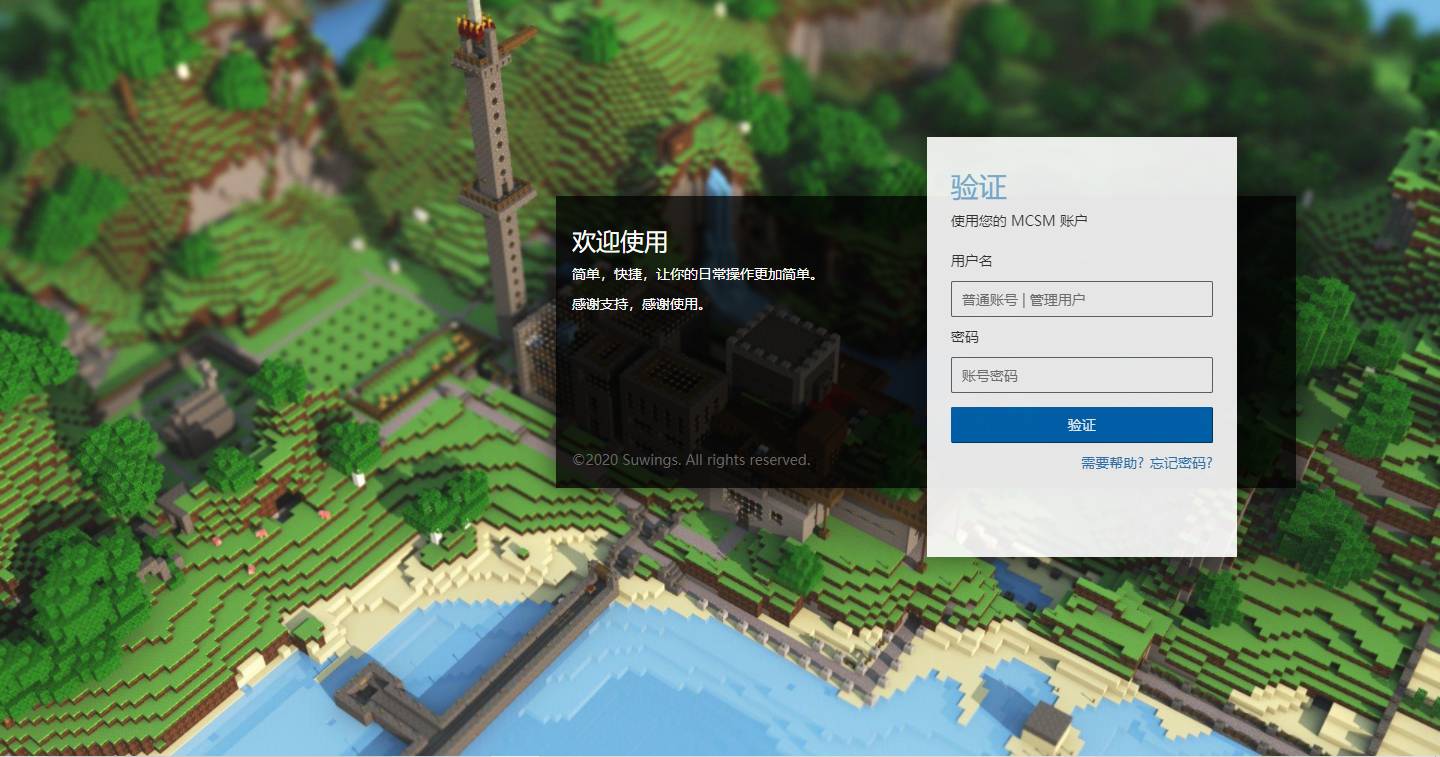 欢迎使用
简单，快捷，让你的日常操作更加简单。
感谢支持，感谢使用。
©2020 Suwings. All rights reserved.
验证
使用您的 MCSM 账户
用户名
普通账号 | 管理用户
密码
账号密码
验证
需要帮助? 忘记密码?